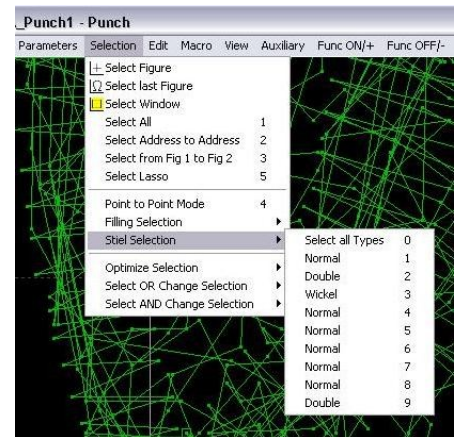 ._Punch1 - Punch
Parameters Selection Edit Macro View Auxiliary Func ON/+ Func OFF/-
Select Figure
Select last Figure
Select Window
Select All 1
Select Address to Address 2
Select from Fig 1 to Fig 2 3
Select Lasso 5
Point to Point Mode 4
Filling Selection
Stiel Selection
Select all Types 0
Optimize Selection
Normal 1
Select OR Change Selection
Double 2
Select AND Change Selection
Wickel 3
Normal 4
Normal 5
Normal 6
Normal 7
Normal 8
Double 9